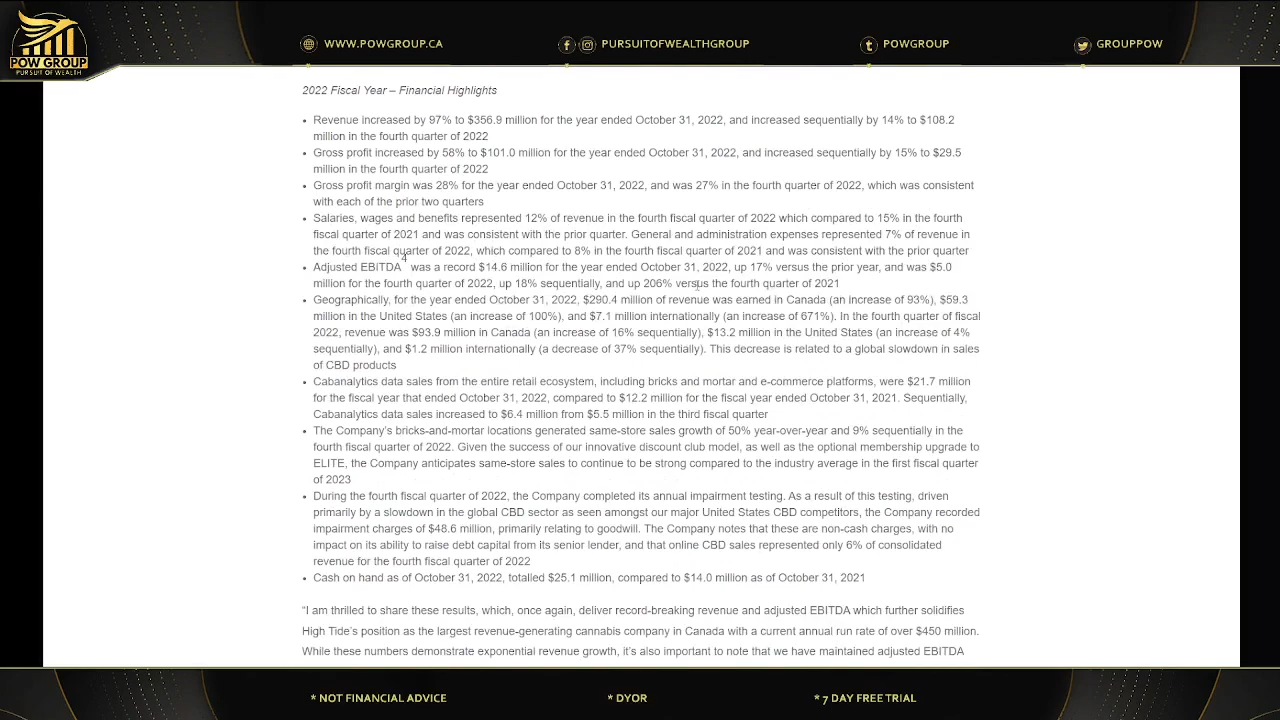 POW GROUP
PURSUIT OF WEALTH
WWW.POWGROUP.CA
PURSUITOFWEALTHGROUP
POWGROUP
GROUPPOW
2022 Fiscal Year – Financial Highlights
• Revenue increased by 97% to $356.9 million for the year ended October 31, 2022, and increased sequentially by 14% to $108.2
million in the fourth quarter of 2022
• Gross profit increased by 58% to $101.0 million for the year ended October 31, 2022, and increased sequentially by 15% to $29.5
million in the fourth quarter of 2022
• Gross profit margin was 28% for the year ended October 31, 2022, and was 27% in the fourth quarter of 2022, which was consistent
with each of the prior two quarters
• Salaries, wages and benefits represented 12% of revenue in the fourth fiscal quarter of 2022 which compared to 15% in the fourth
fiscal quarter of 2021 and was consistent with the prior quarter. General and administration expenses represented 7% of revenue in
the fourth fiscal quarter of 2022, which compared to 8% in the fourth fiscal quarter of 2021 and was consistent with the prior quarter
• Adjusted EBITDA4 was a record $14.6 million for the year ended October 31, 2022, up 17% versus the prior year, and was $5.0
million for the fourth quarter of 2022, up 18% sequentially, and up 206% versus the fourth quarter of 2021
• Geographically, for the year ended October 31, 2022, $290.4 million of revenue was earned in Canada (an increase of 93%), $59.3
million in the United States (an increase of 100%), and $7.1 million internationally (an increase of 671%). In the fourth quarter of fiscal
2022, revenue was $93.9 million in Canada (an increase of 16% sequentially), $13.2 million in the United States (an increase of 4%
sequentially), and $1.2 million internationally (a decrease of 37% sequentially). This decrease is related to a global slowdown in sales
of CBD products
• Cabanalytics data sales from the entire retail ecosystem, including bricks and mortar and e-commerce platforms, were $21.7 million
for the fiscal year that ended October 31, 2022, compared to $12.2 million for the fiscal year ended October 31, 2021. Sequentially,
Cabanalytics data sales increased to $6.4 million from $5.5 million in the third fiscal quarter
• The Company's bricks-and-mortar locations generated same-store sales growth of 50% year-over-year and 9% sequentially in the
fourth fiscal quarter of 2022. Given the success of our innovative discount club model, as well as the optional membership upgrade to
ELITE, the Company anticipates same-store sales to continue to be strong compared to the industry average in the first fiscal quarter
of 2023
• During the fourth fiscal quarter of 2022, the Company completed its annual impairment testing. As a result of this testing, driven
primarily by a slowdown in the global CBD sector as seen amongst our major United States CBD competitors, the Company recorded
impairment charges of $48.6 million, primarily relating to goodwill. The Company notes that these are non-cash charges, with no
impact on its ability to raise debt capital from its senior lender, and that online CBD sales represented only 6% of consolidated
revenue for the fourth fiscal quarter of 2022
• Cash on hand as of October 31, 2022, totalled $25.1 million, compared to $14.0 million as of October 31, 2021
"I am thrilled to share these results, which, once again, deliver record-breaking revenue and adjusted EBITDA which further solidifies
High Tide's position as the largest revenue-generating cannabis company in Canada with a current annual run rate of over $450 million.
While these numbers demonstrate exponential revenue growth, it's also important to note that we have maintained adjusted EBITDA
* NOT FINANCIAL ADVICE
* DYOR
* 7 DAY FREE TRIAL